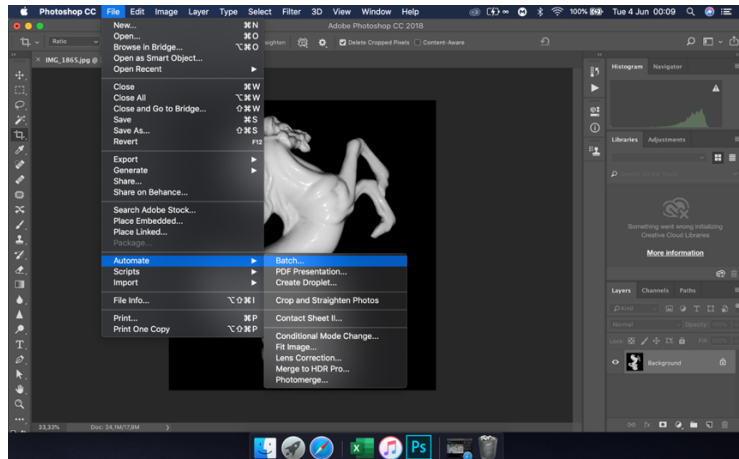 Photoshop CC File Edit Image Layer Type Select Filter 3D View Window Help 100% Tue 4 Jun 00:09
Adobe Photoshop CC 2018
Ratio
aighten
Delete Cropped Pixels
Content-Aware
IMG_1865.jpg @
New... ⌘N
Open... ⌘O
Browse in Bridge... ⌥⌘O
Open as Smart Object...
Open Recent
Close ⌘W
Close All ⌥⌘W
Close and Go to Bridge... ⇧⌘W
Save ⌘S
Save As... ⇧⌘S
Revert F12
Export
Generate
Share...
Share on Behance...
Search Adobe Stock...
Place Embedded...
Place Linked...
Package...
Automate
Scripts
Import
File Info... ⌥⇧⌘I
Print... ⌘P
Print One Copy ⌥⇧⌘P
Batch...
PDF Presentation...
Create Droplet...
Crop and Straighten Photos
Contact Sheet II...
Conditional Mode Change...
Fit Image...
Lens Correction...
Merge to HDR Pro...
Photomerge...
Histogram Navigator
Libraries Adjustments
Something went wrong initializing
Creative Cloud Libraries
More information
Layers Channels Paths
Kind
Normal Opacity:
Lock: Fill:
Background
33,33% Doc: 24,1M/17,9M
Ps